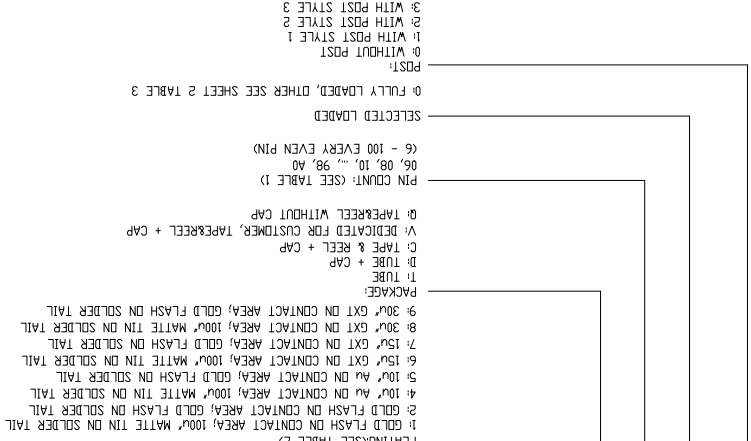 PLATING(SEE TABLE 2)
1: GOLD FLASH ON CONTACT AREA; 100u" MATTE TIN ON SOLDER TAIL
2: GOLD FLASH ON CONTACT AREA; GOLD FLASH ON SOLDER TAIL
4: 10u" Au ON CONTACT AREA; 100u" MATTE TIN ON SOLDER TAIL
5: 10u" Au ON CONTACT AREA; GOLD FLASH ON SOLDER TAIL
6: 15u" GXT ON CONTACT AREA; 100u" MATTE TIN ON SOLDER TAIL
7: 15u" GXT ON CONTACT AREA; GOLD FLASH ON SOLDER TAIL
8: 30u" GXT ON CONTACT AREA; 100u" MATTE TIN ON SOLDER TAIL
9: 30u" GXT ON CONTACT AREA; GOLD FLASH ON SOLDER TAIL
PACKAGE:
T: TUBE
D: TUBE + CAP
C: TAPE & REEL + CAP
V: DEDICATED FOR CUSTOMER, TAPE&REEL + CAP
Q: TAPE&REEL WITHOUT CAP
PIN COUNT: (SEE TABLE 1)
06, 08, 10, ..., 98, A0
(6 - 100 EVERY EVEN PIN)
SELECTED LOADED
0: FULLY LOADED, OTHER SEE SHEET 2 TABLE 3
POST:
0: WITHOUT POST
1: WITH POST STYLE 1
2: WITH POST STYLE 2
3: WITH POST STYLE 3